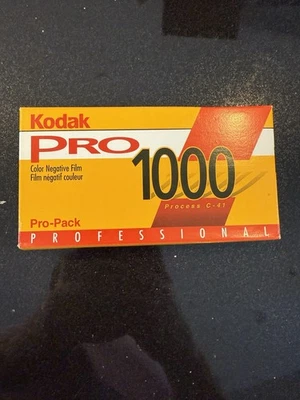 Kodak
PRO
1000
Color Negative Film
Film négatif couleur
Process C-41
Pro-Pack
PROFESSIONAL